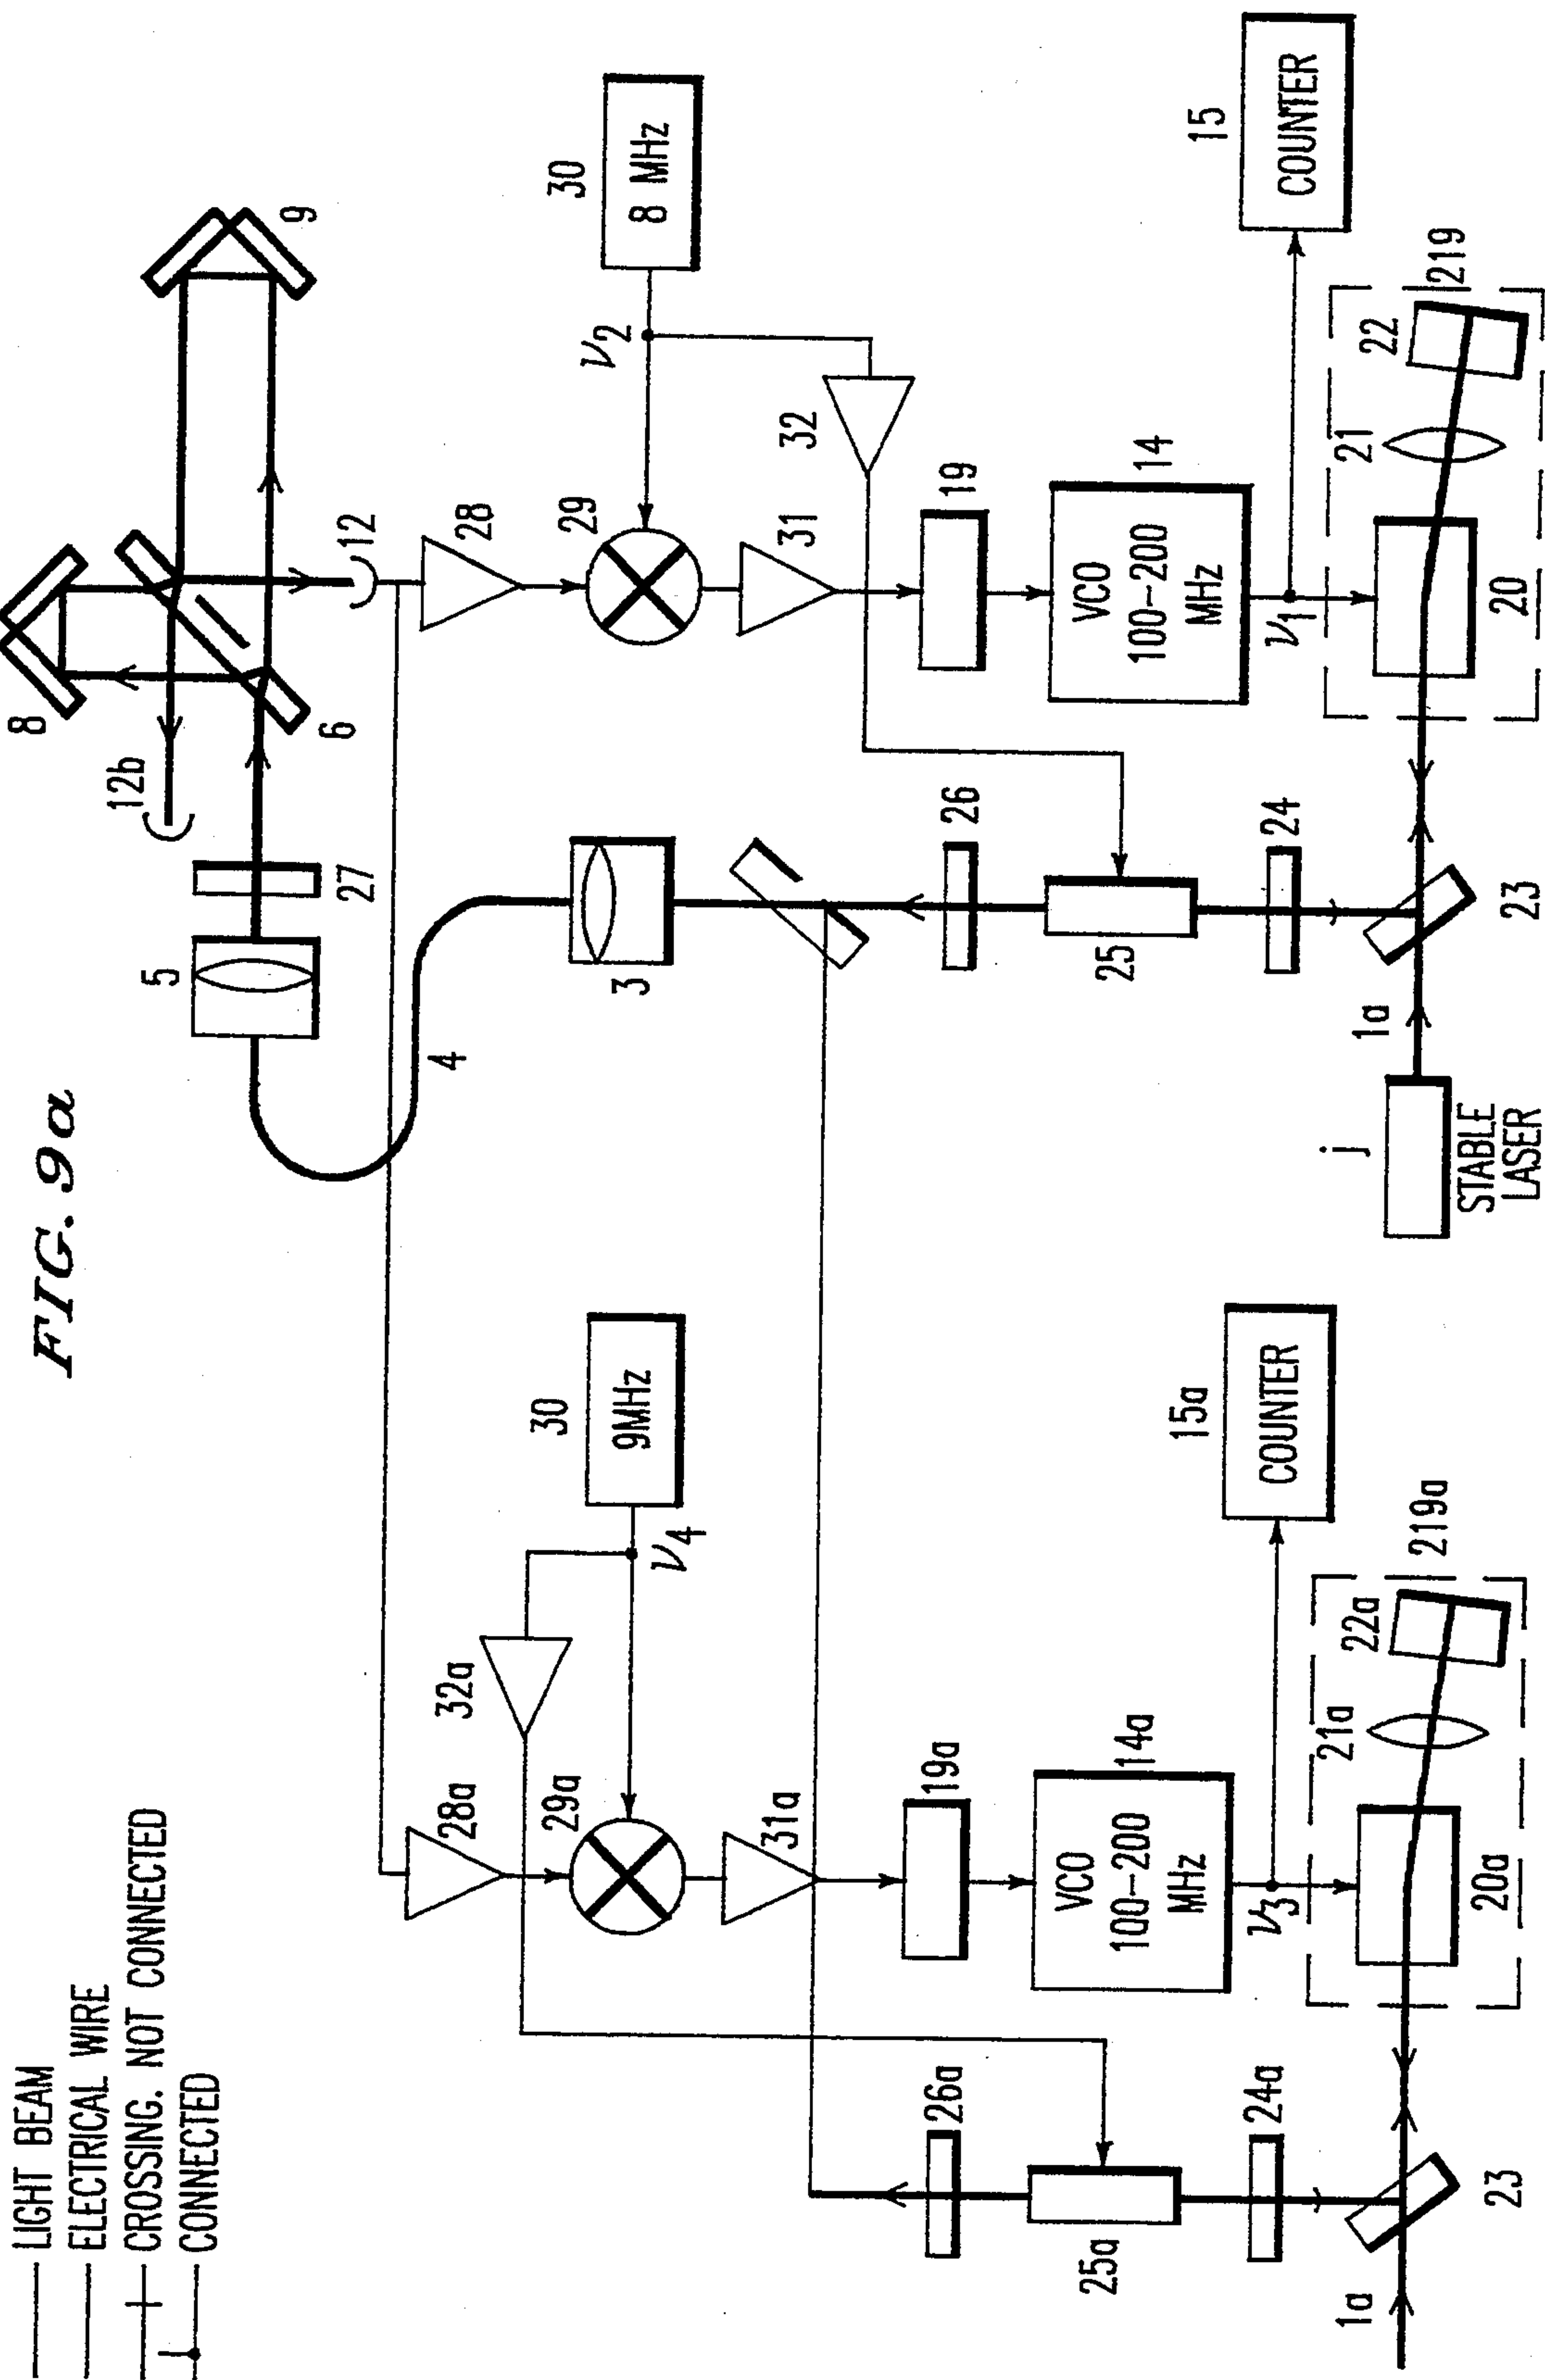 FIG. 9a
LIGHT BEAM
ELECTRICAL WIRE
CROSSING. NOT CONNECTED
CONNECTED
8
9
12b
6
12
5
27
28
30
8 MHz
ν2
29
4
3
32
31
26
19
25
14
VCO
100-200
MHz
24
ν1
15
COUNTER
219
21
22
20
23
1a
j
STABLE
LASER
30
9MHz
ν4
32a
28a
29a
31a
19a
14a
VCO
100-200
MHz
ν3
15a
COUNTER
219a
21a
22a
20a
26a
25a
24a
23
1a